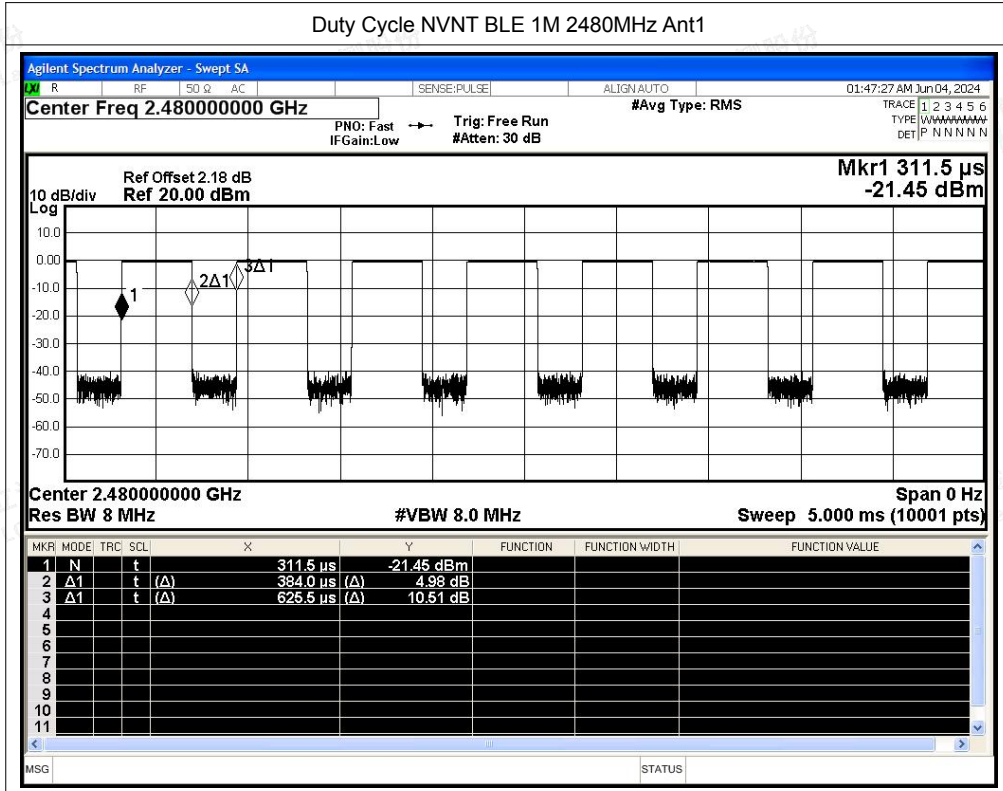 Duty Cycle NVNT BLE 1M 2480MHz Ant1
Agilent Spectrum Analyzer - Swept SA
LXI R RF 50 Ω AC SENSE:PULSE ALIGN AUTO 01:47:27 AM Jun 04, 2024
Center Freq 2.480000000 GHz #Avg Type: RMS TRACE 1 2 3 4 5 6
PNO: Fast Trig: Free Run TYPE WWWWWW
IFGain:Low #Atten: 30 dB DET P N N N N N
Mkr1 311.5 µs
Ref Offset 2.18 dB
10 dB/div Ref 20.00 dBm -21.45 dBm
Log
10.0
0.00
-10.0
-20.0
-30.0
-40.0
-50.0
-60.0
-70.0
1
2Δ1
3Δ1
Center 2.480000000 GHz Span 0 Hz
Res BW 8 MHz #VBW 8.0 MHz Sweep 5.000 ms (10001 pts)
MKR MODE TRC SCL X Y FUNCTION FUNCTION WIDTH FUNCTION VALUE
1 N t 311.5 µs -21.45 dBm
2 Δ1 t (Δ) 384.0 µs (Δ) 4.98 dB
3 Δ1 t (Δ) 625.5 µs (Δ) 10.51 dB
4
5
6
7
8
9
10
11
MSG STATUS